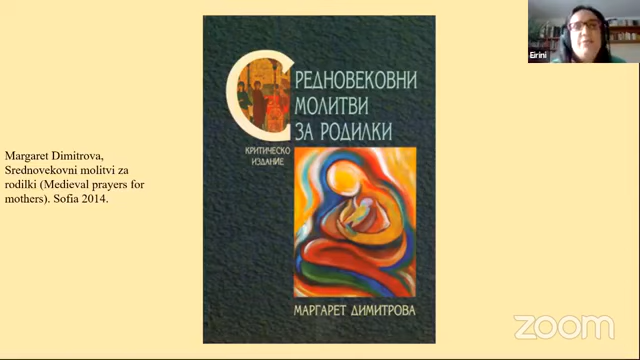 Margaret Dimitrova,
Srednovekovni molitvi za
rodilki (Medieval prayers for
mothers). Sofia 2014.
СРЕДНОВЕКОВНИ
МОЛИТВИ
ЗА РОДИЛКИ
КРИТИЧЕСКО
ИЗДАНИЕ
МАРГАРЕТ ДИМИТРОВА
Eirini
zoom